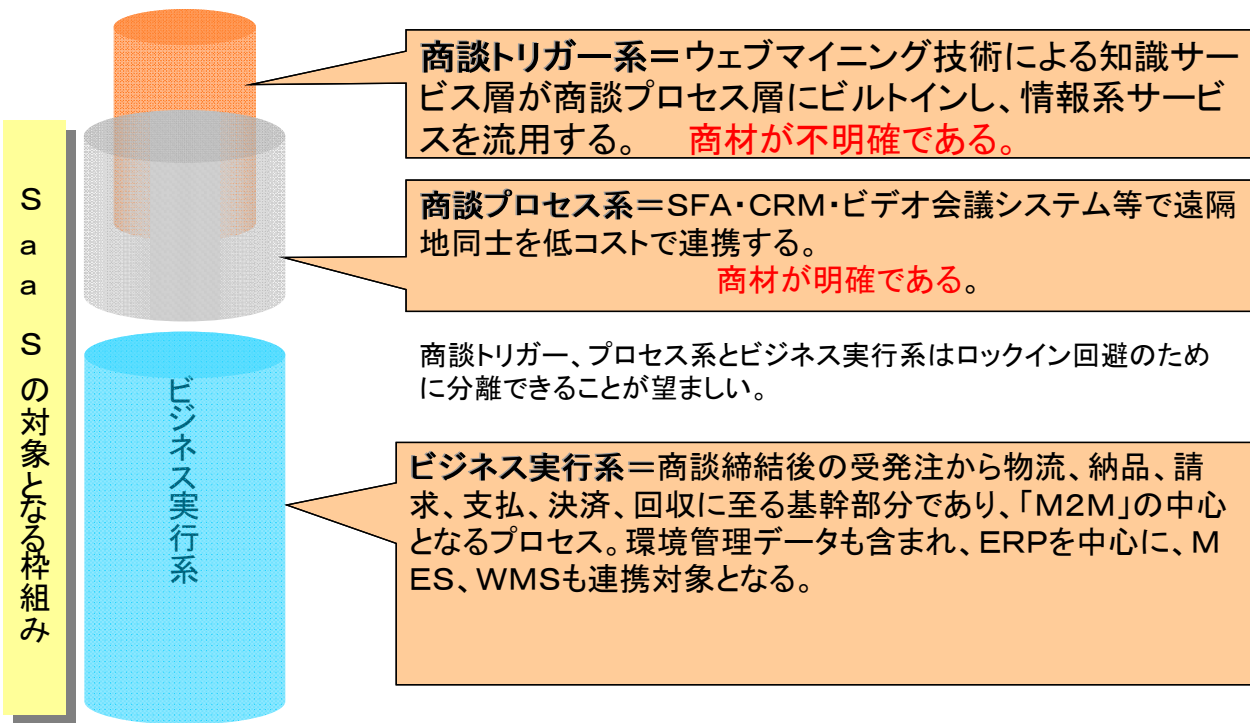 商談トリガー系＝ウェブマイニング技術による知識サー
ビス層が商談プロセス層にビルトインし、情報系サービ
スを流用する。　商材が不明確である。
商談プロセス系＝SFA・CRM・ビデオ会議システム等で遠隔
地同士を低コストで連携する。
商材が明確である。
SaaSの対象となる枠組み
商談トリガー、プロセス系とビジネス実行系はロックイン回避のため
に分離できることが望ましい。
ビジネス実行系
ビジネス実行系＝商談締結後の受発注から物流、納品、請
求、支払、決済、回収に至る基幹部分であり、「M2M」の中心
となるプロセス。環境管理データも含まれ、ERPを中心に、M
ES、WMSも連携対象となる。